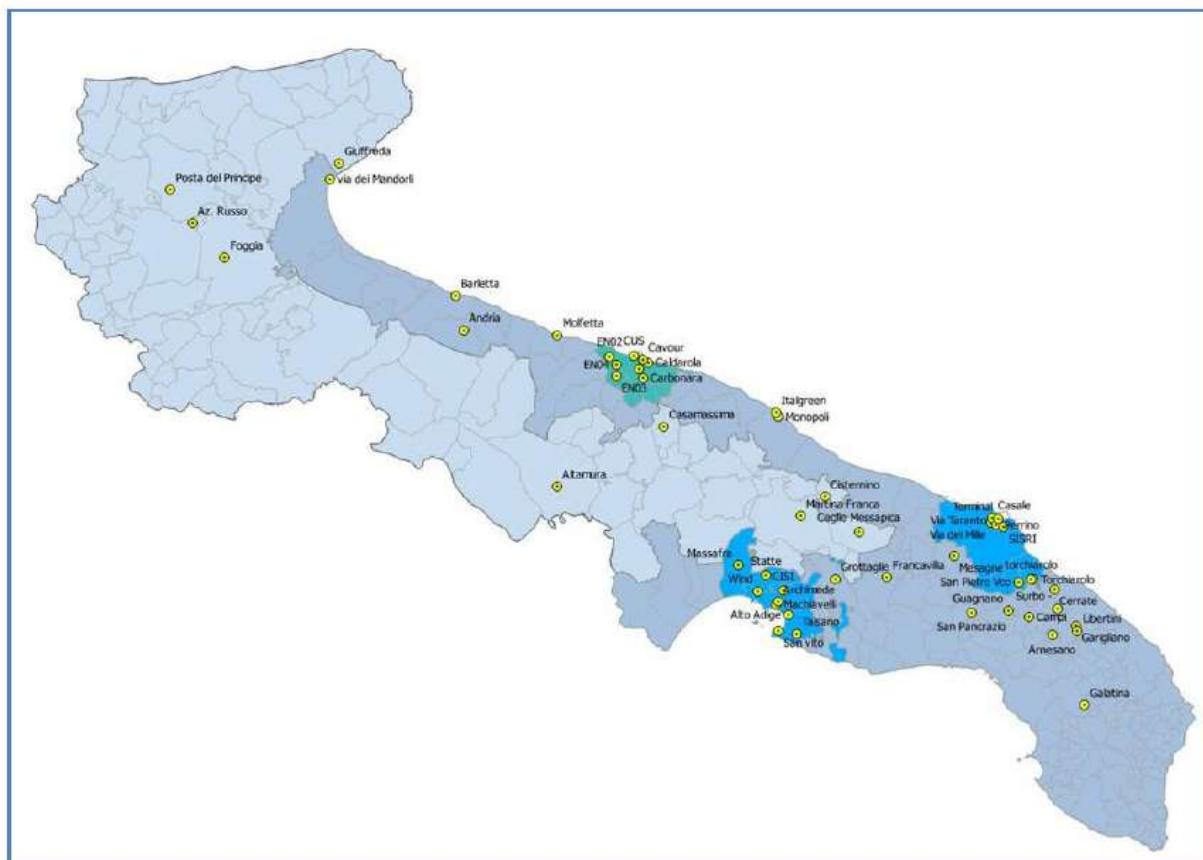 Giuffreda
Posta del Principe
via dei Mandorli
Az. Russo
Foggia
Barletta
Andria
Molfetta
EN02 CUS
Cavour
EN04
Caldarola
EN03
Carbonara
Italgreen
Monopoli
Casamassima
Altamura
Cisternino
Martina Franca
Ceglie Messapica
Terminal
Casale
Via Taranto
Perrino
Via dei Mille
SISRI
Massafra
Statte
Grottaglie
Francavilla
Mesagne
torchiarolo
Wind
CISI
San Pietro Vco
Torchiarolo
Archimede
Machiavelli
Guagnano
Surbo
Cerrate
Alto Adige
Talsano
San Pancrazio
Campi
Libertini
Garigliano
San vito
Arnesano
Galatina